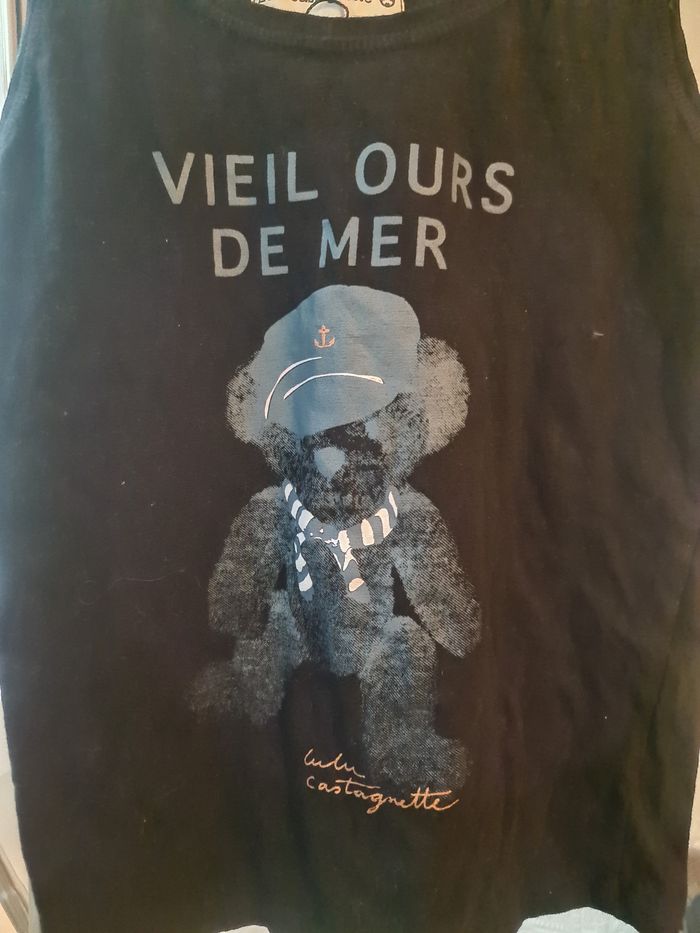 VIEIL OURS
DE MER
lulu
castagnette